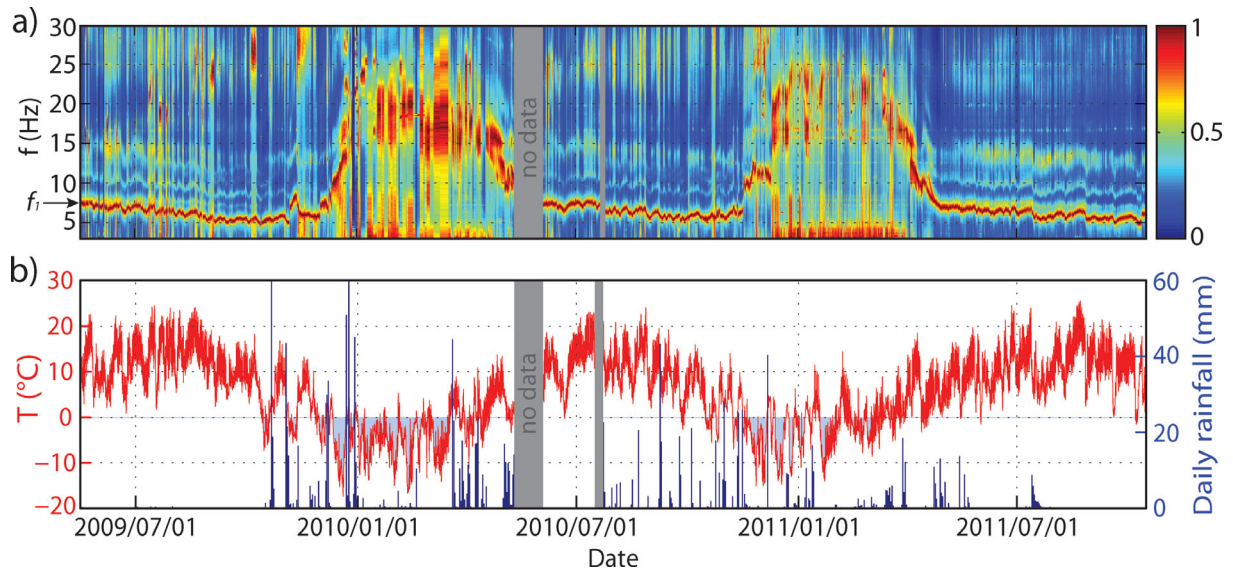 a)
30
25
20
15
10
5
f (Hz)
f₁
no data
1
0.5
0
b)
30
20
10
0
−10
−20
T (°C)
no data
60
40
20
0
Daily rainfall (mm)
2009/07/01
2010/01/01
2010/07/01
2011/01/01
2011/07/01
Date